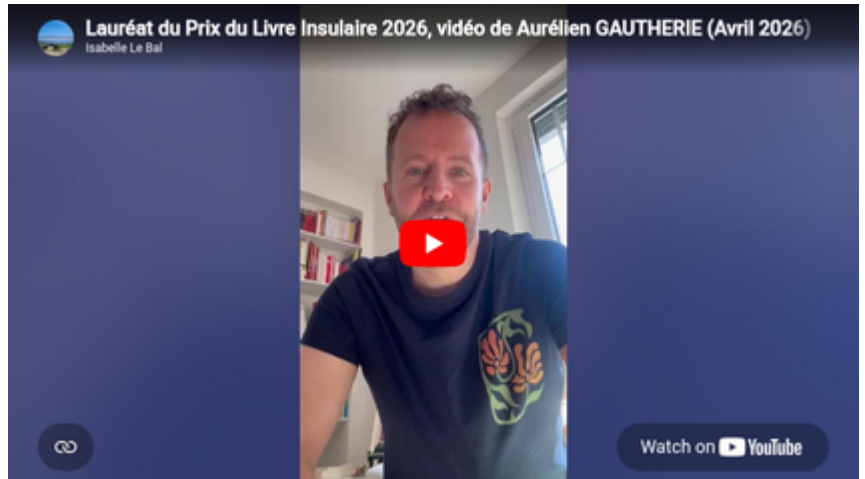 Lauréat du Prix du Livre Insulaire 2026, vidéo de Aurélien GAUTHERIE (Avril 2026)
Isabelle Le Bal
Watch on YouTube